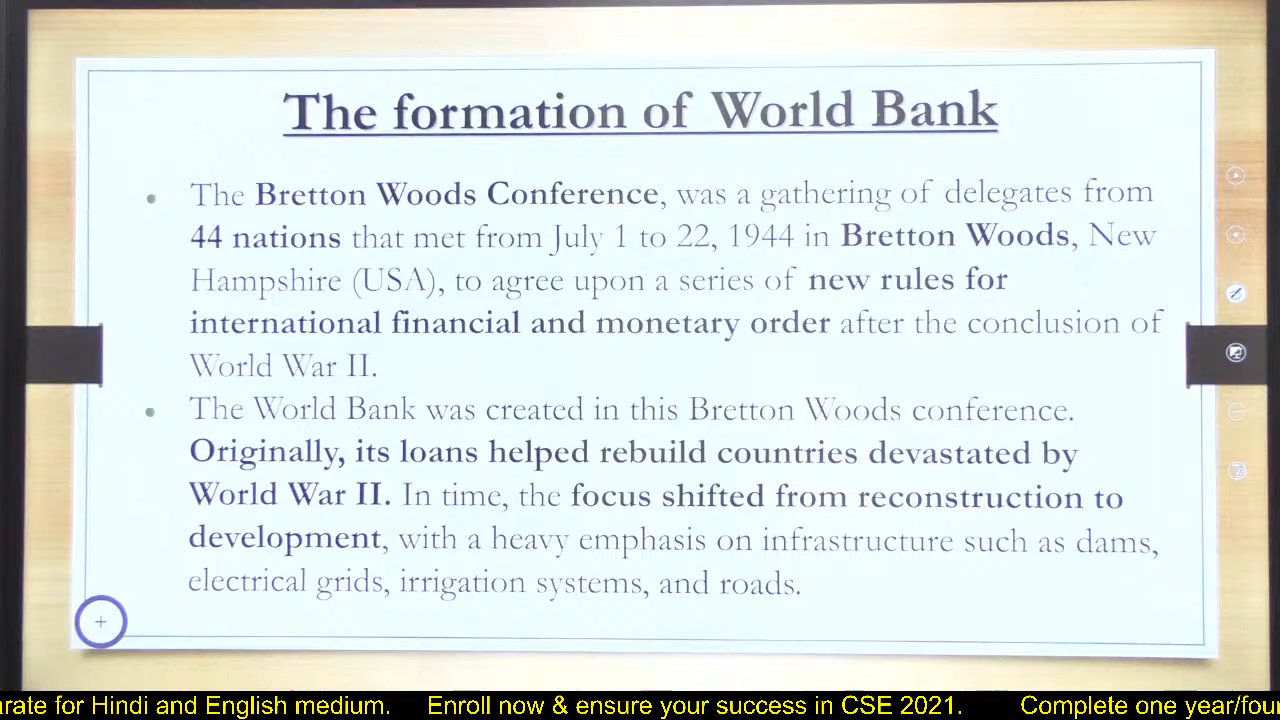 The formation of World Bank
• The Bretton Woods Conference, was a gathering of delegates from
44 nations that met from July 1 to 22, 1944 in Bretton Woods, New
Hampshire (USA), to agree upon a series of new rules for
international financial and monetary order after the conclusion of
World War II.
• The World Bank was created in this Bretton Woods conference.
Originally, its loans helped rebuild countries devastated by
World War II. In time, the focus shifted from reconstruction to
development, with a heavy emphasis on infrastructure such as dams,
electrical grids, irrigation systems, and roads.
+
for Hindi and English medium. Enroll now & ensure your success in CSE 2021. Complete one